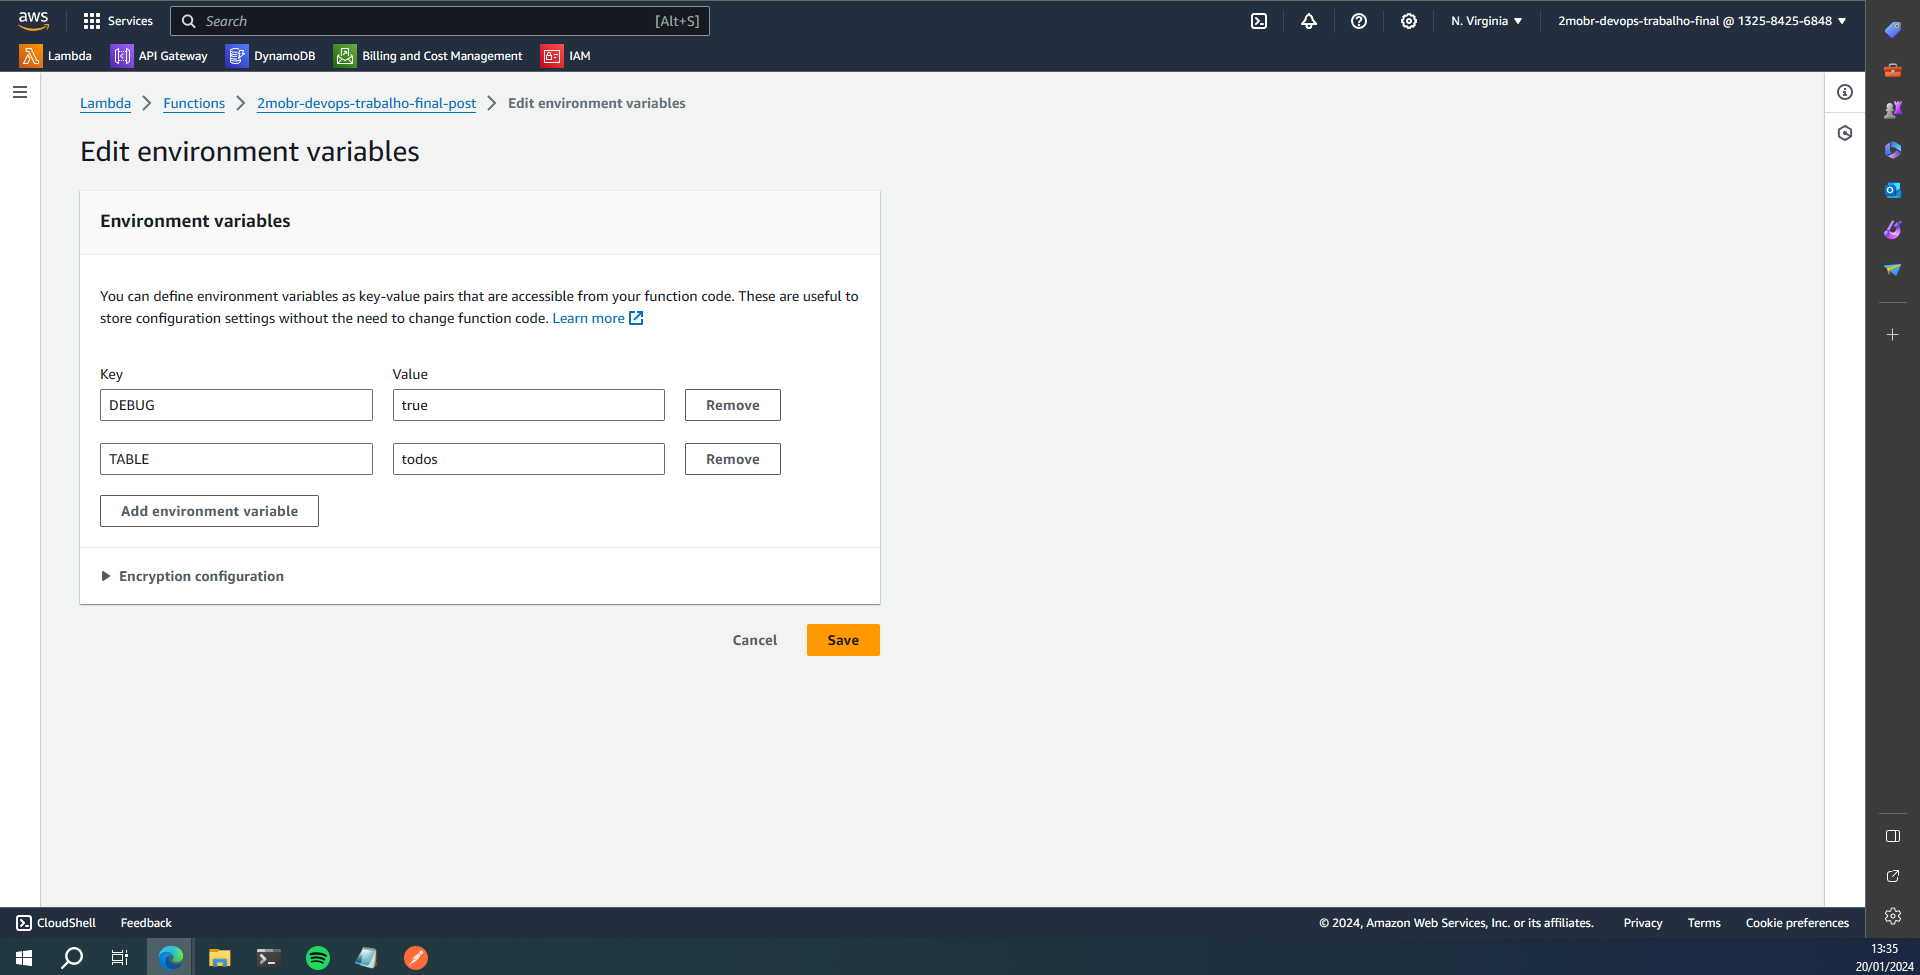 aws
Services
Search
[Alt+S]
N. Virginia
2mobr-devops-trabalho-final @ 1325-8425-6848
Lambda
API Gateway
DynamoDB
Billing and Cost Management
IAM
Lambda
Functions
2mobr-devops-trabalho-final-post
Edit environment variables
Edit environment variables
Environment variables
You can define environment variables as key-value pairs that are accessible from your function code. These are useful to
store configuration settings without the need to change function code. Learn more
Key
Value
DEBUG
true
Remove
TABLE
todos
Remove
Add environment variable
Encryption configuration
Cancel
Save
CloudShell
Feedback
© 2024, Amazon Web Services, Inc. or its affiliates.
Privacy
Terms
Cookie preferences
13:35
20/01/2024